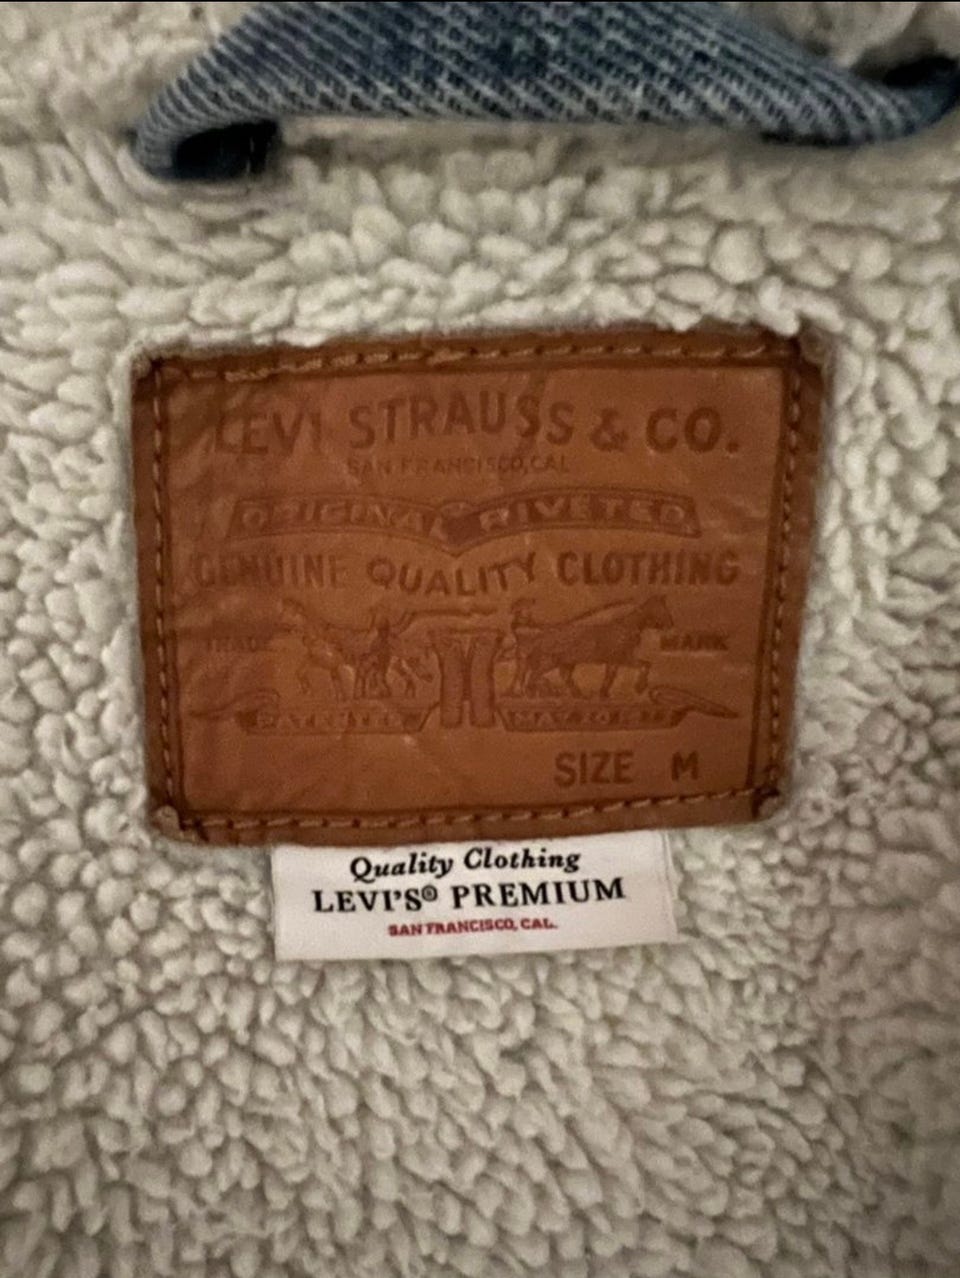 LEVI STRAUSS & CO.
SAN FRANCISCO, CAL
ORIGINAL RIVETED
GENUINE QUALITY CLOTHING
TRADE MARK
SIZE M
Quality Clothing
LEVI'S® PREMIUM
SAN FRANCISCO, CAL.